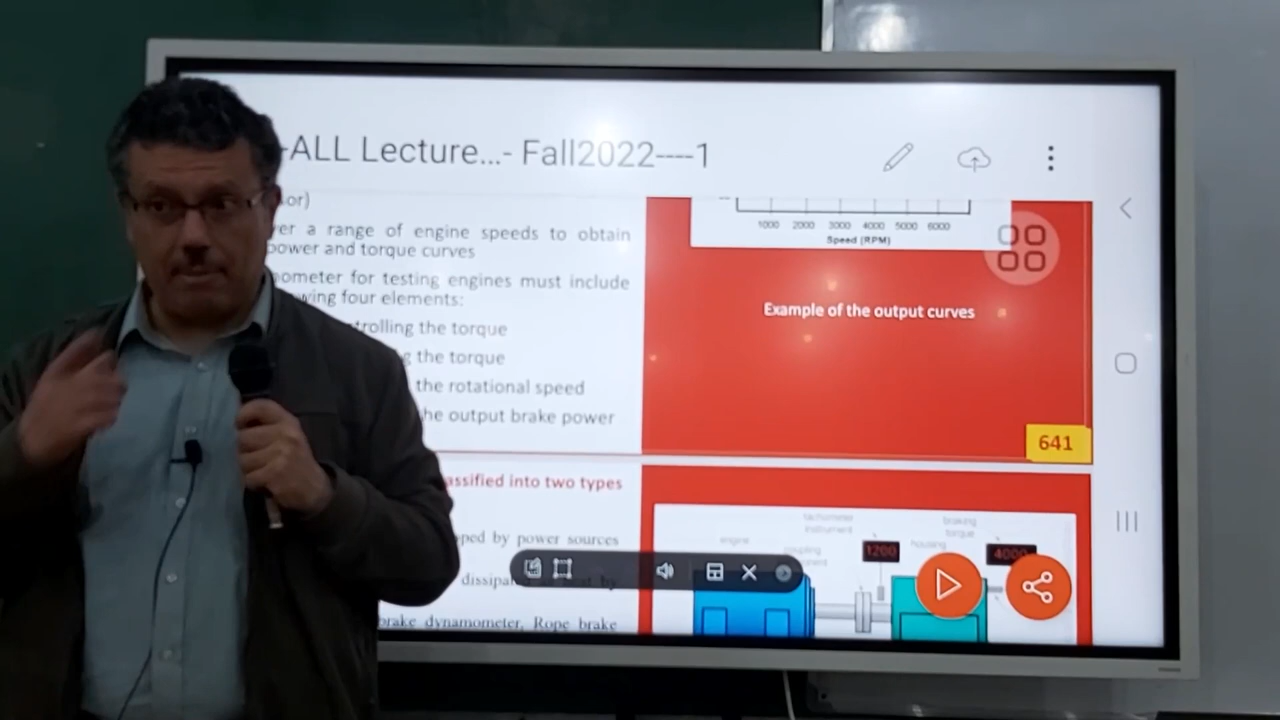 -ALL Lecture...- Fall2022----1
or)
er a range of engine speeds to obtain
power and torque curves
ometer for testing engines must include
wing four elements:
trolling the torque
g the torque
the rotational speed
he output brake power
1000 2000 3000 4000 5000 6000
Speed (RPM)
Example of the output curves
641
assified into two types
ped by power sources
by
brake dynamometer, Rope brake
tachometer
instrument
braking
torque
engine
housing
1200
4000